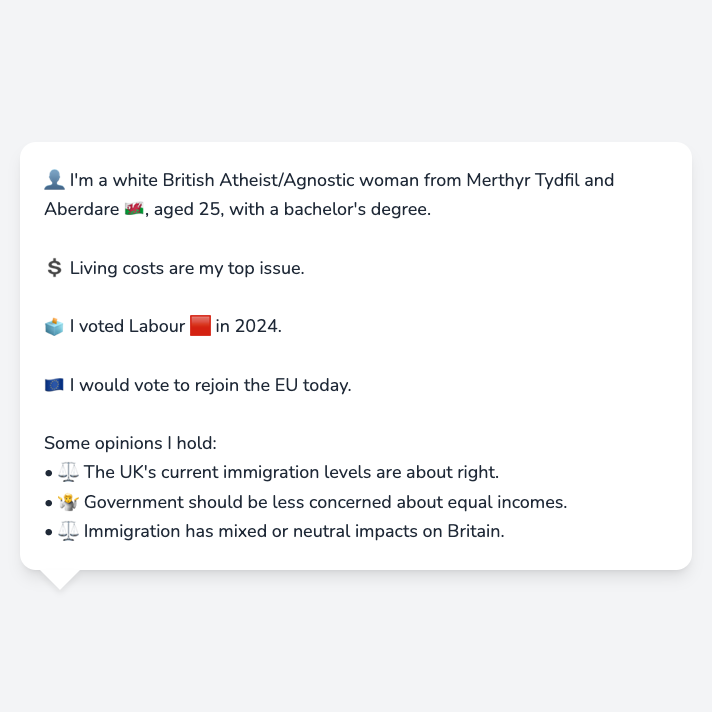 👤 I'm a white British Atheist/Agnostic woman from Merthyr Tydfil and
Aberdare 🏴󠁧󠁢󠁷󠁬󠁳󠁿, aged 25, with a bachelor's degree.
💲 Living costs are my top issue.
🗳️ I voted Labour 🟥 in 2024.
🇪🇺 I would vote to rejoin the EU today.
Some opinions I hold:
• ⚖️ The UK's current immigration levels are about right.
• 🤷 Government should be less concerned about equal incomes.
• ⚖️ Immigration has mixed or neutral impacts on Britain.